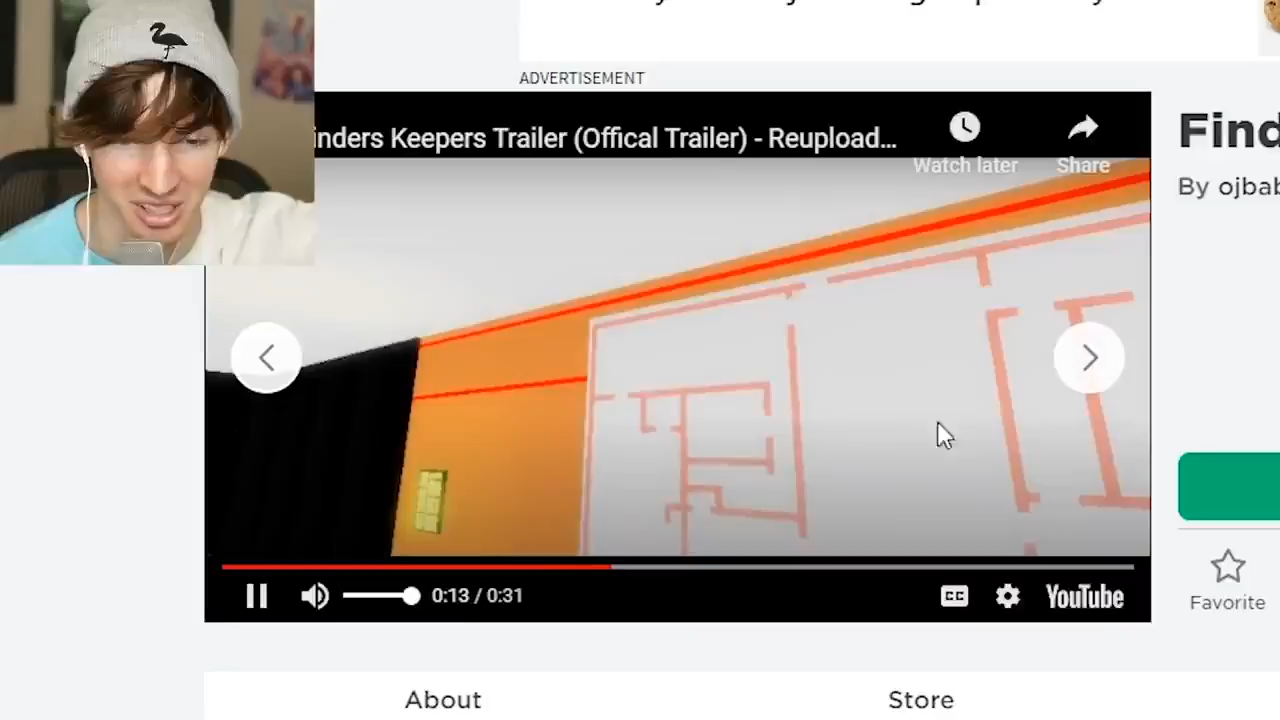 ADVERTISEMENT
inders Keepers Trailer (Offical Trailer) - Reupload...
Watch later
Share
Find
By ojbab
0:13 / 0:31
CC
YouTube
Favorite
About
Store